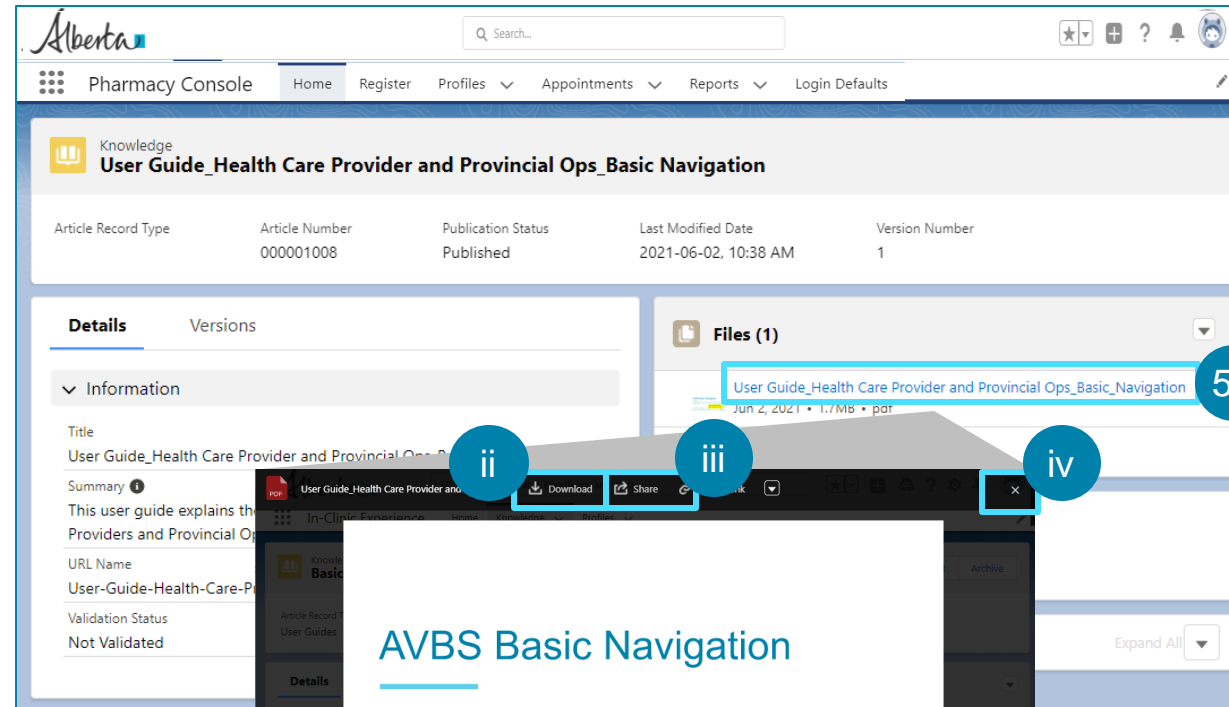 Alberta
Search...
Pharmacy Console Home Register Profiles Appointments Reports Login Defaults
Knowledge
User Guide_Health Care Provider and Provincial Ops_Basic Navigation
Article Record Type Article Number Publication Status Last Modified Date Version Number
000001008 Published 2021-06-02, 10:38 AM 1
Details Versions
Files (1)
Information
User Guide_Health Care Provider and Provincial Ops_Basic_Navigation 5
Jun 2, 2021 • 1.7MB • pdf
Title
User Guide_Health Care Provider and Provincial
ii iii iv
Summary
PDF User Guide_Health Care Provider and Download Share
This user guide explains
In-Clinic Experience Home Knowledge Profiles
Providers and Provincial
URL Name
Basic Archive
User-Guide-Health-Care-
Article Record
User Guides
Validation Status
Not Validated
AVBS Basic Navigation
Expand All
Details